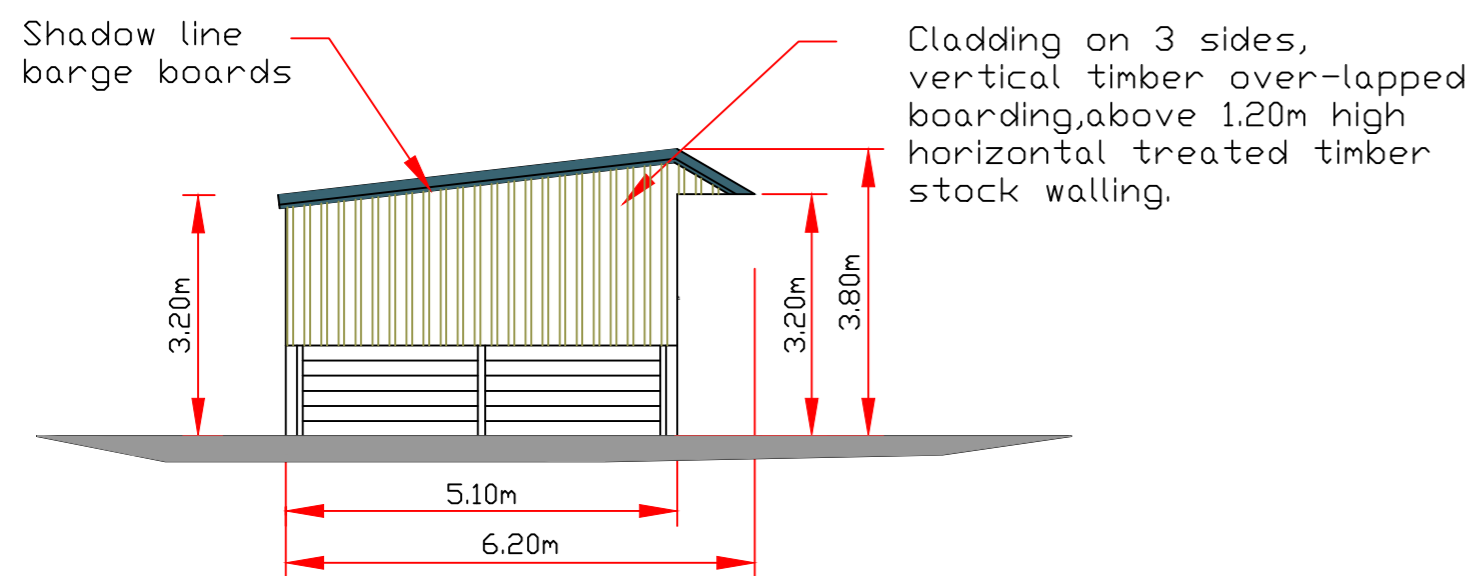 Shadow line
barge boards
Cladding on 3 sides,
vertical timber over-lapped
boarding,above 1.20m high
horizontal treated timber
stock walling.
3.20m
3.20m
3.80m
5.10m
6.20m